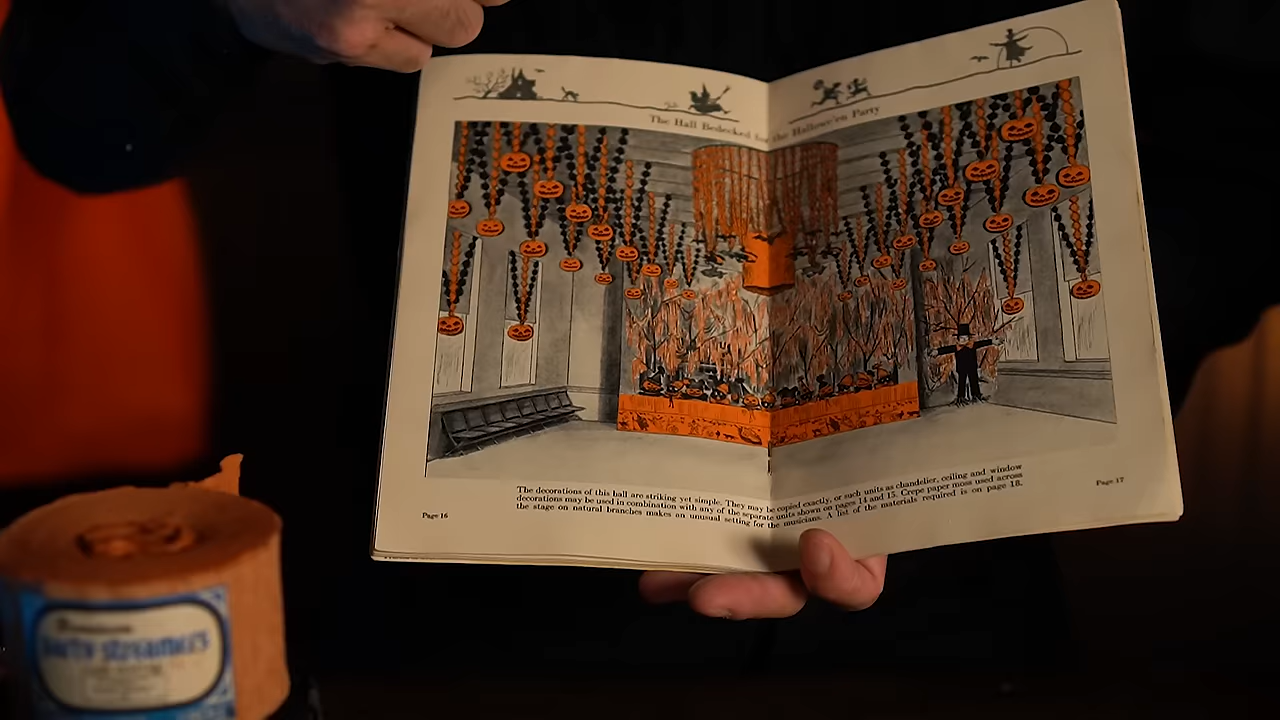 The Hall Bedecked for the Hallowe'en Party
The decorations of this hall are striking yet simple. They may be copied exactly, or such units as chandelier, ceiling and window
decorations may be used in combination with any of the separate units shown on pages 14 and 15. Crepe paper moss used across
the stage on natural branches makes an unusual setting for the musicians. A list of the materials required is on page 18.
Page 16
Page 17
PARTY STREAMERS